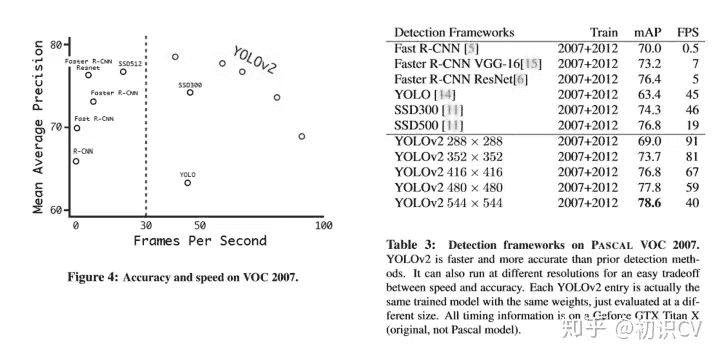 80
70
60
Mean Average Precision
Faster R-CNN
Resnet
SSD512
YOLOv2
Faster R-CNN
SSD300
Fast R-CNN
R-CNN
YOLO
0
30
50
100
Frames Per Second
Figure 4: Accuracy and speed on VOC 2007.
Detection Frameworks Train mAP FPS
Fast R-CNN [5] 2007+2012 70.0 0.5
Faster R-CNN VGG-16[15] 2007+2012 73.2 7
Faster R-CNN ResNet[6] 2007+2012 76.4 5
YOLO [14] 2007+2012 63.4 45
SSD300 [11] 2007+2012 74.3 46
SSD500 [11] 2007+2012 76.8 19
YOLOv2 288 × 288 2007+2012 69.0 91
YOLOv2 352 × 352 2007+2012 73.7 81
YOLOv2 416 × 416 2007+2012 76.8 67
YOLOv2 480 × 480 2007+2012 77.8 59
YOLOv2 544 × 544 2007+2012 78.6 40
Table 3: Detection frameworks on PASCAL VOC 2007.
YOLOv2 is faster and more accurate than prior detection meth-
ods. It can also run at different resolutions for an easy tradeoff
between speed and accuracy. Each YOLOv2 entry is actually the
same trained model with the same weights, just evaluated at a dif-
ferent size. All timing information is on a Geforce GTX Titan X
(original, not Pascal model).
知乎 @初识CV